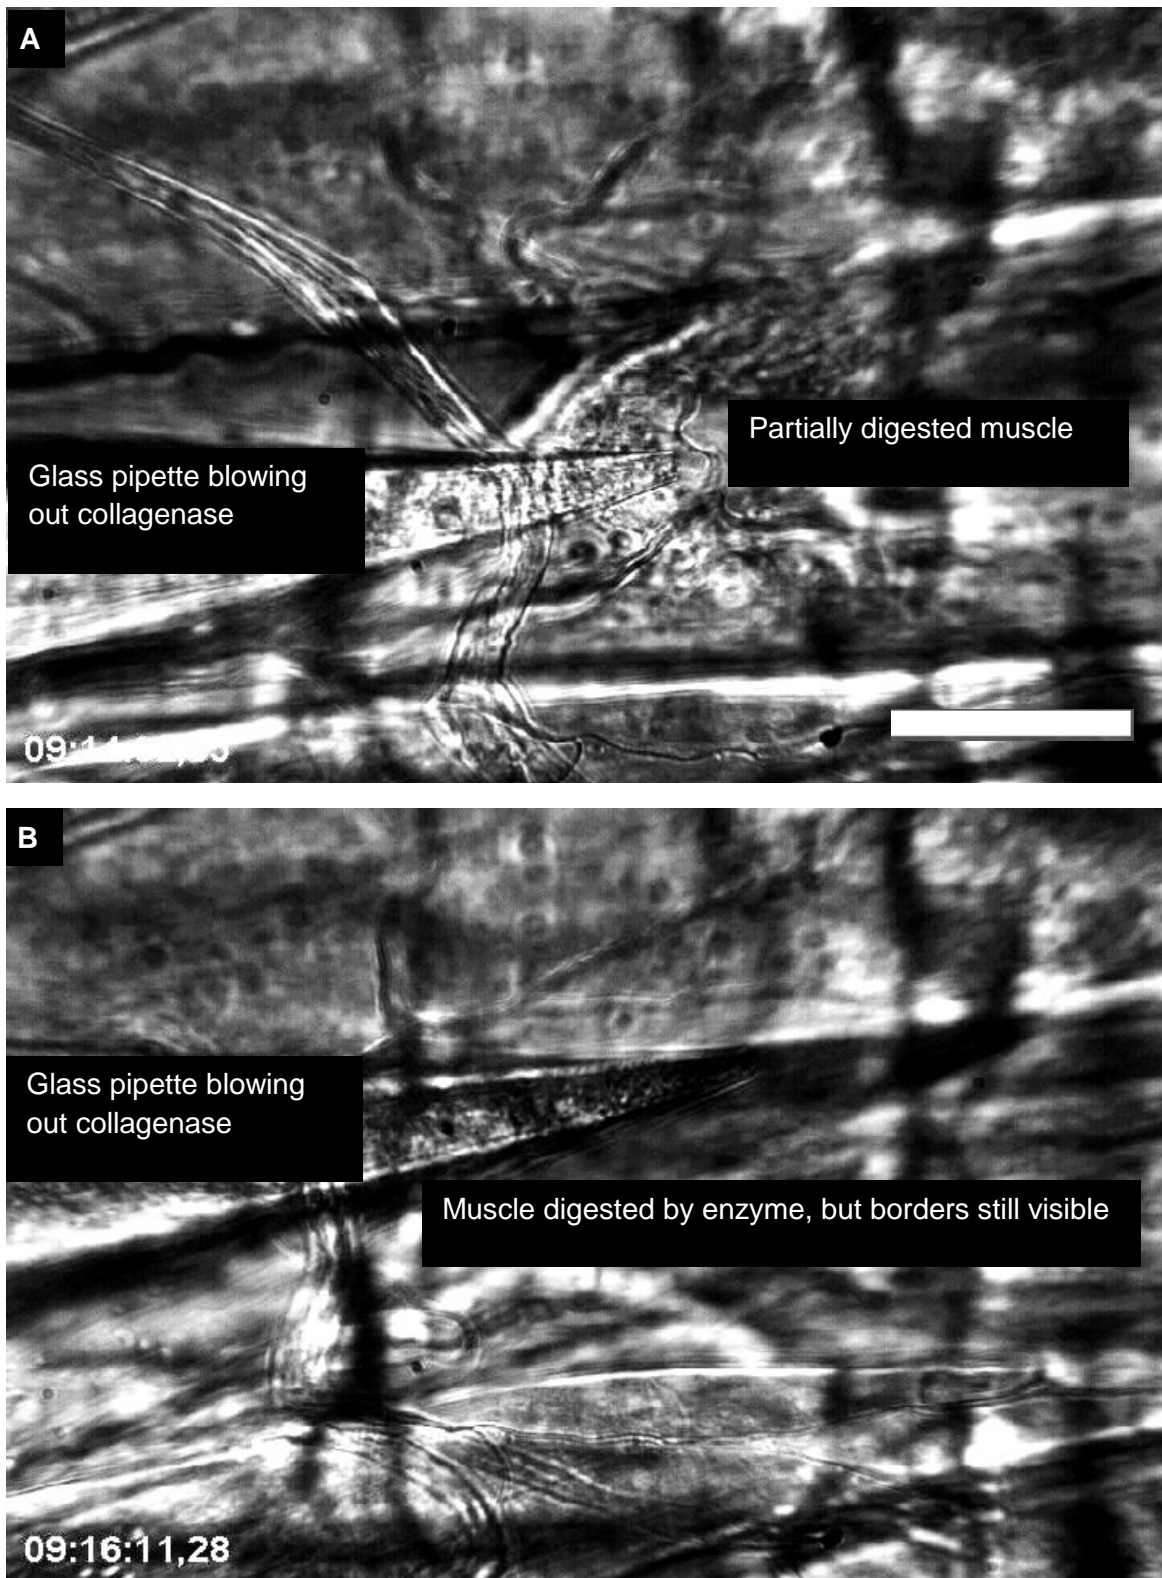 A
Partially digested muscle
Glass pipette blowing
out collagenase
B
Glass pipette blowing
out collagenase
Muscle digested by enzyme, but borders still visible
09:16:11,28